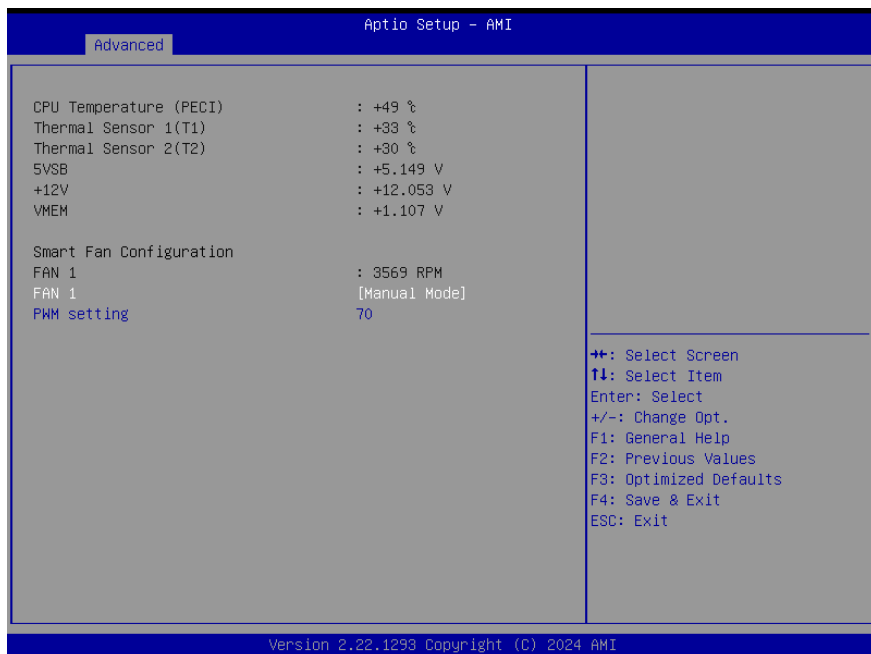 Aptio Setup – AMI
Advanced
CPU Temperature (PECI) : +49 ℃
Thermal Sensor 1(T1) : +33 ℃
Thermal Sensor 2(T2) : +30 ℃
5VSB : +5.149 V
+12V : +12.053 V
VMEM : +1.107 V
Smart Fan Configuration
FAN 1 : 3569 RPM
FAN 1 [Manual Mode]
PWM setting 70
→←: Select Screen
↑↓: Select Item
Enter: Select
+/-: Change Opt.
F1: General Help
F2: Previous Values
F3: Optimized Defaults
F4: Save & Exit
ESC: Exit
Version 2.22.1293 Copyright (C) 2024 AMI